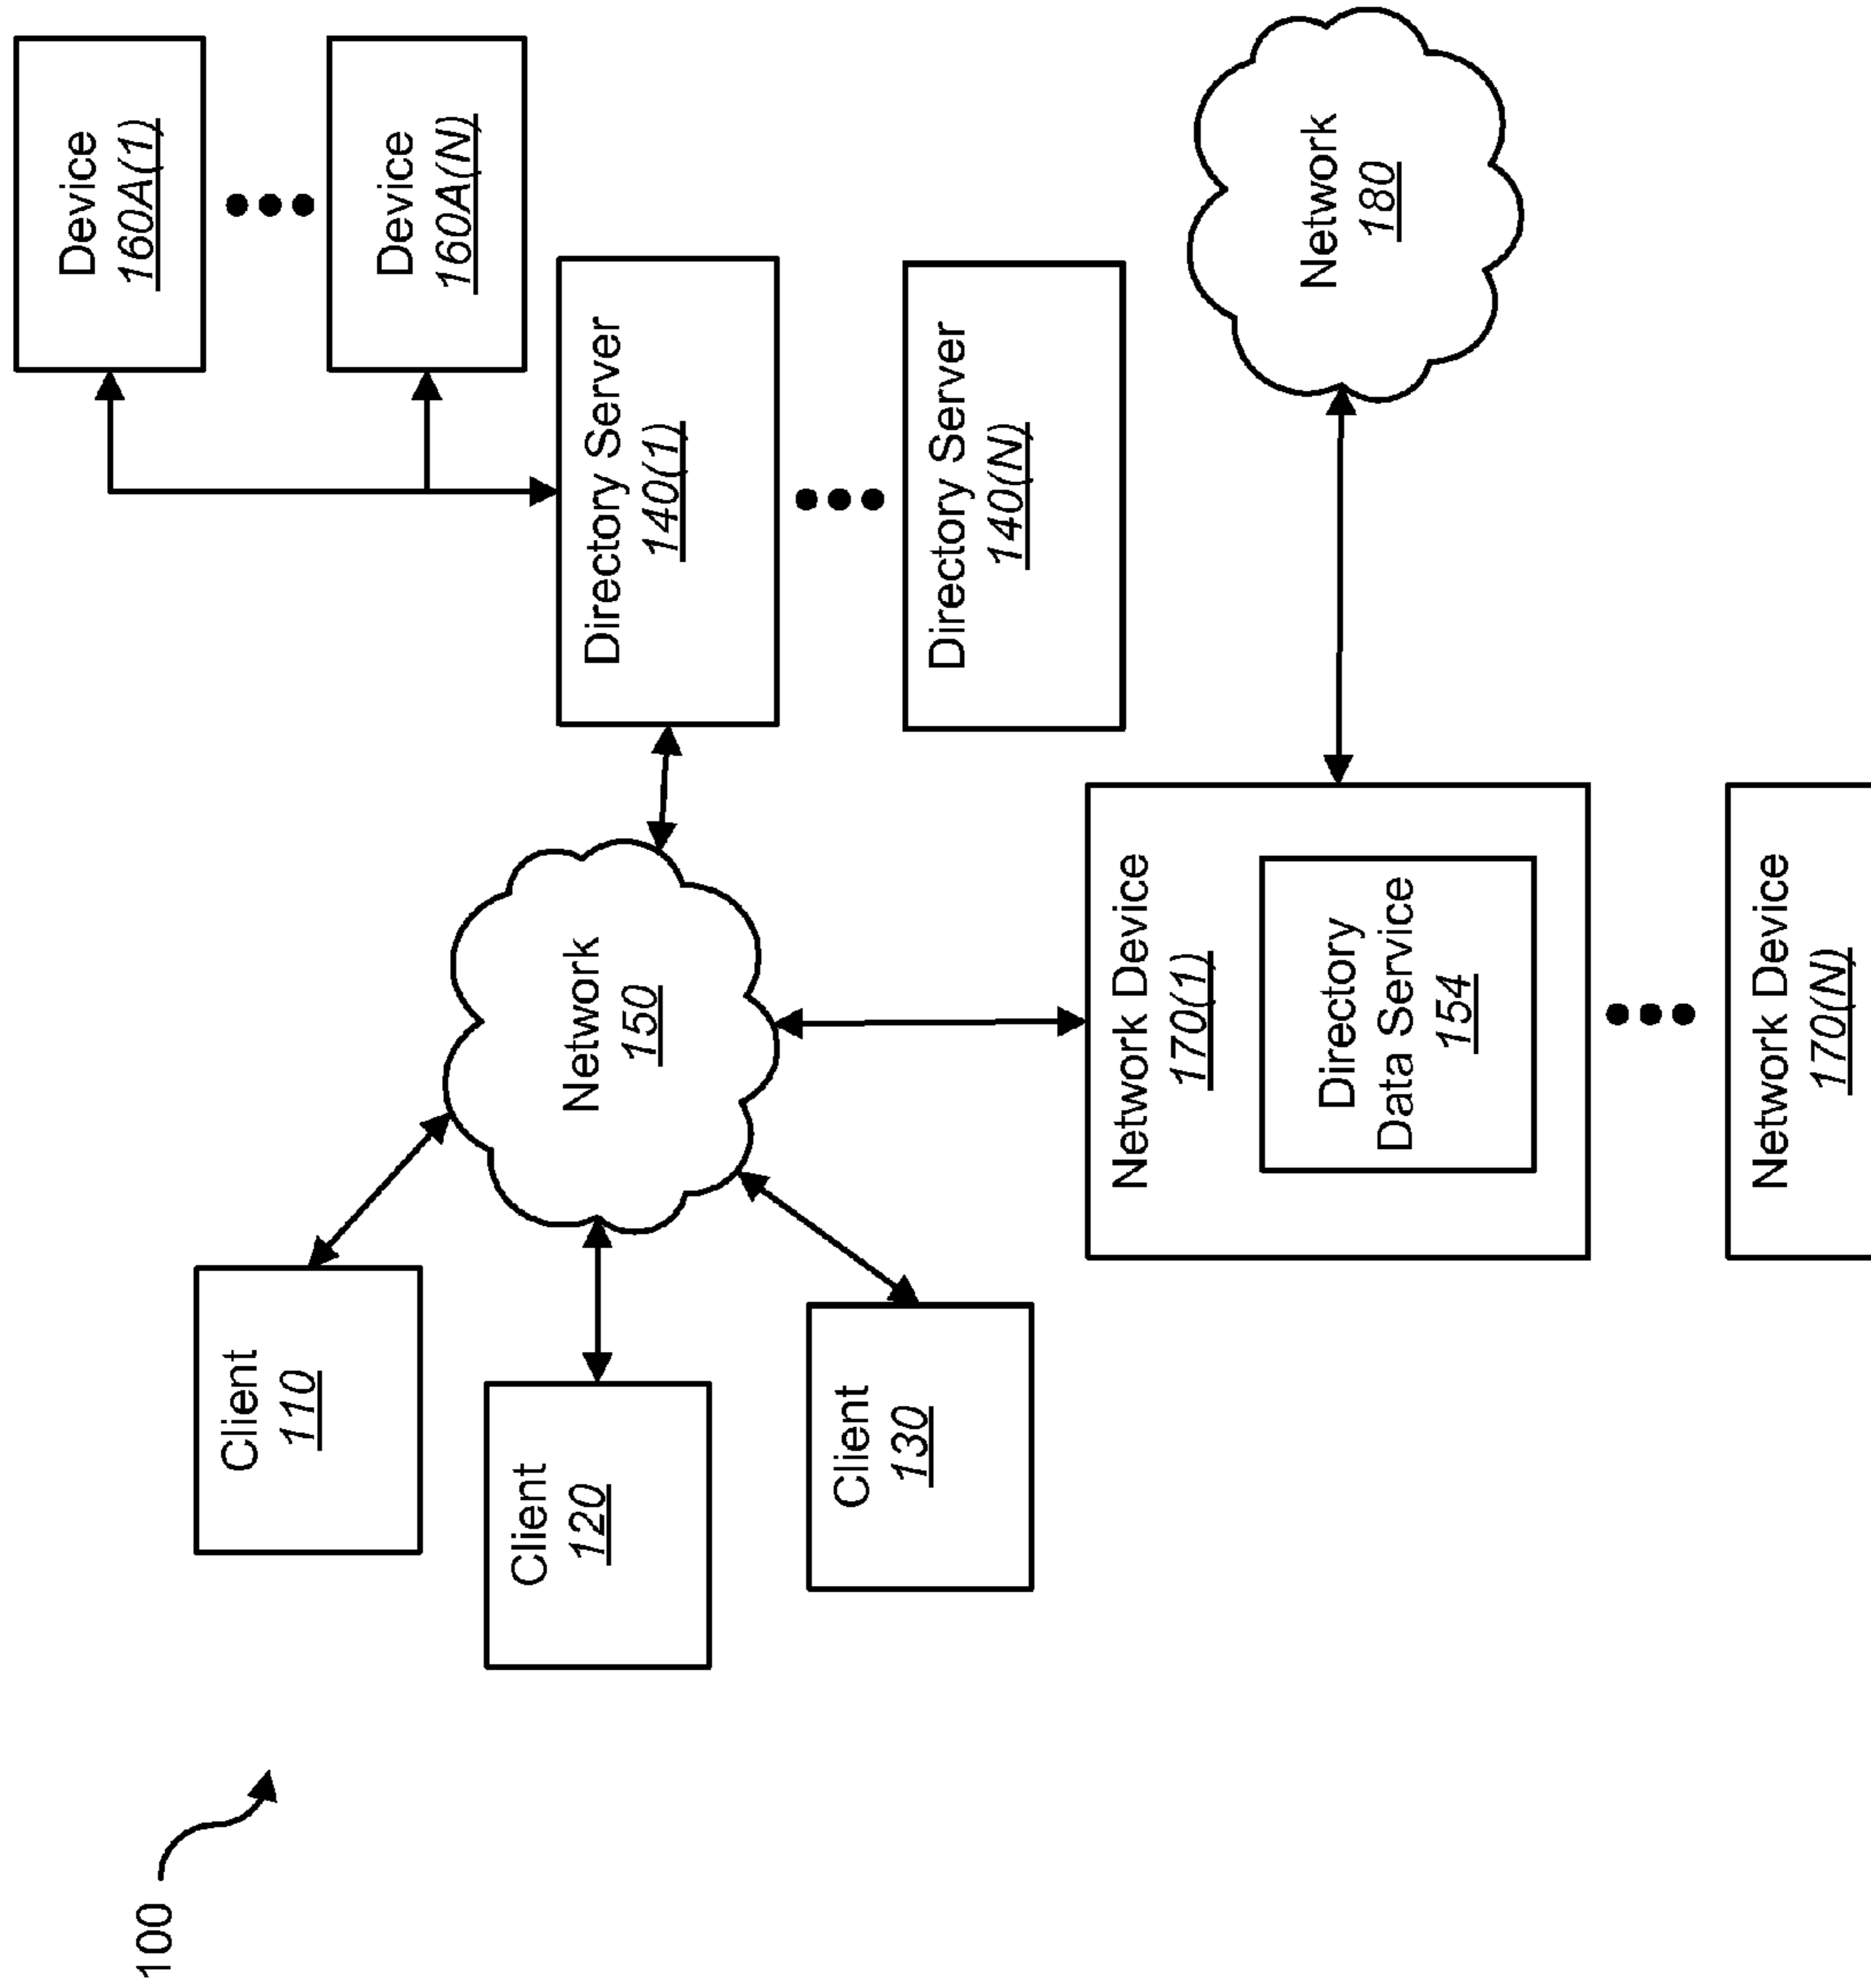 100
Client
110
Client
120
Client
130
Network
150
Device
160A(1)
Device
160A(N)
Directory Server
140(1)
Directory Server
140(N)
Network Device
170(1)
Directory
Data Service
154
Network Device
170(N)
Network
180